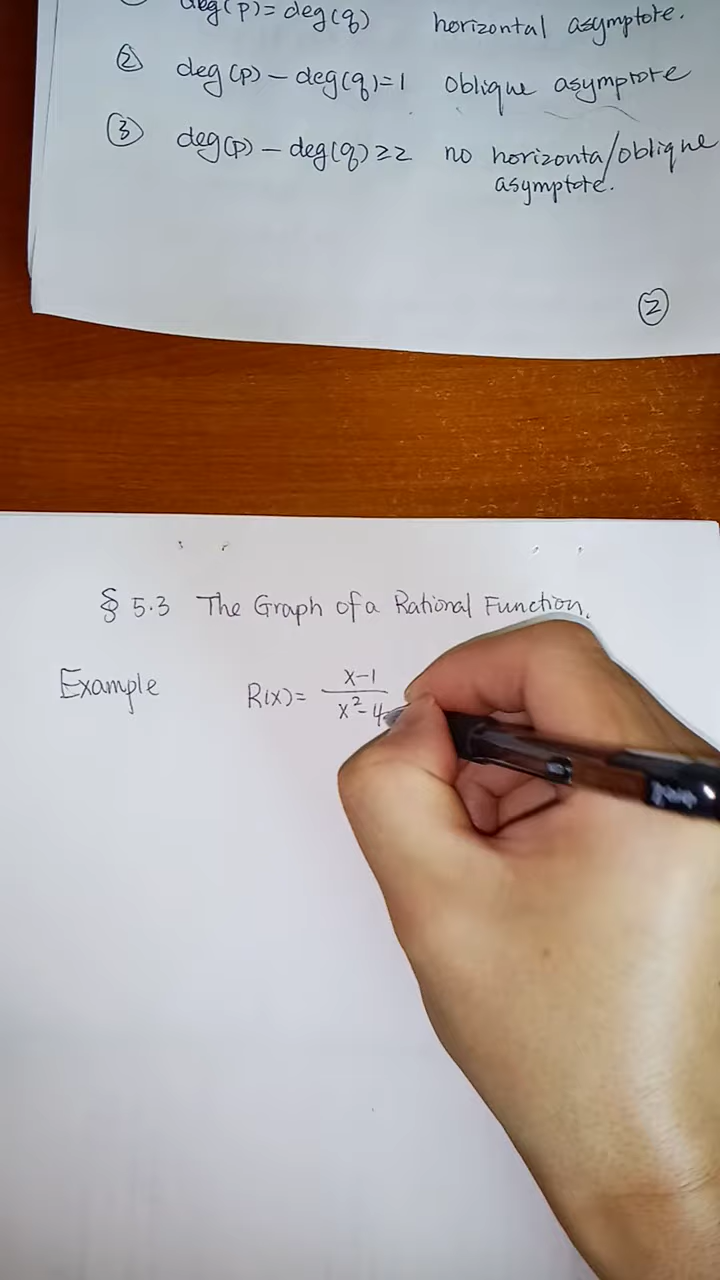 deg(p)=deg(q) horizontal asymptote.
② deg(p)-deg(q)=1 oblique asymptote
③ deg(p)-deg(q)≥2 no horizonta/oblique
asymptote.
②
§ 5.3 The Graph of a Rational Function.
Example R(x)= x-1
x²-4